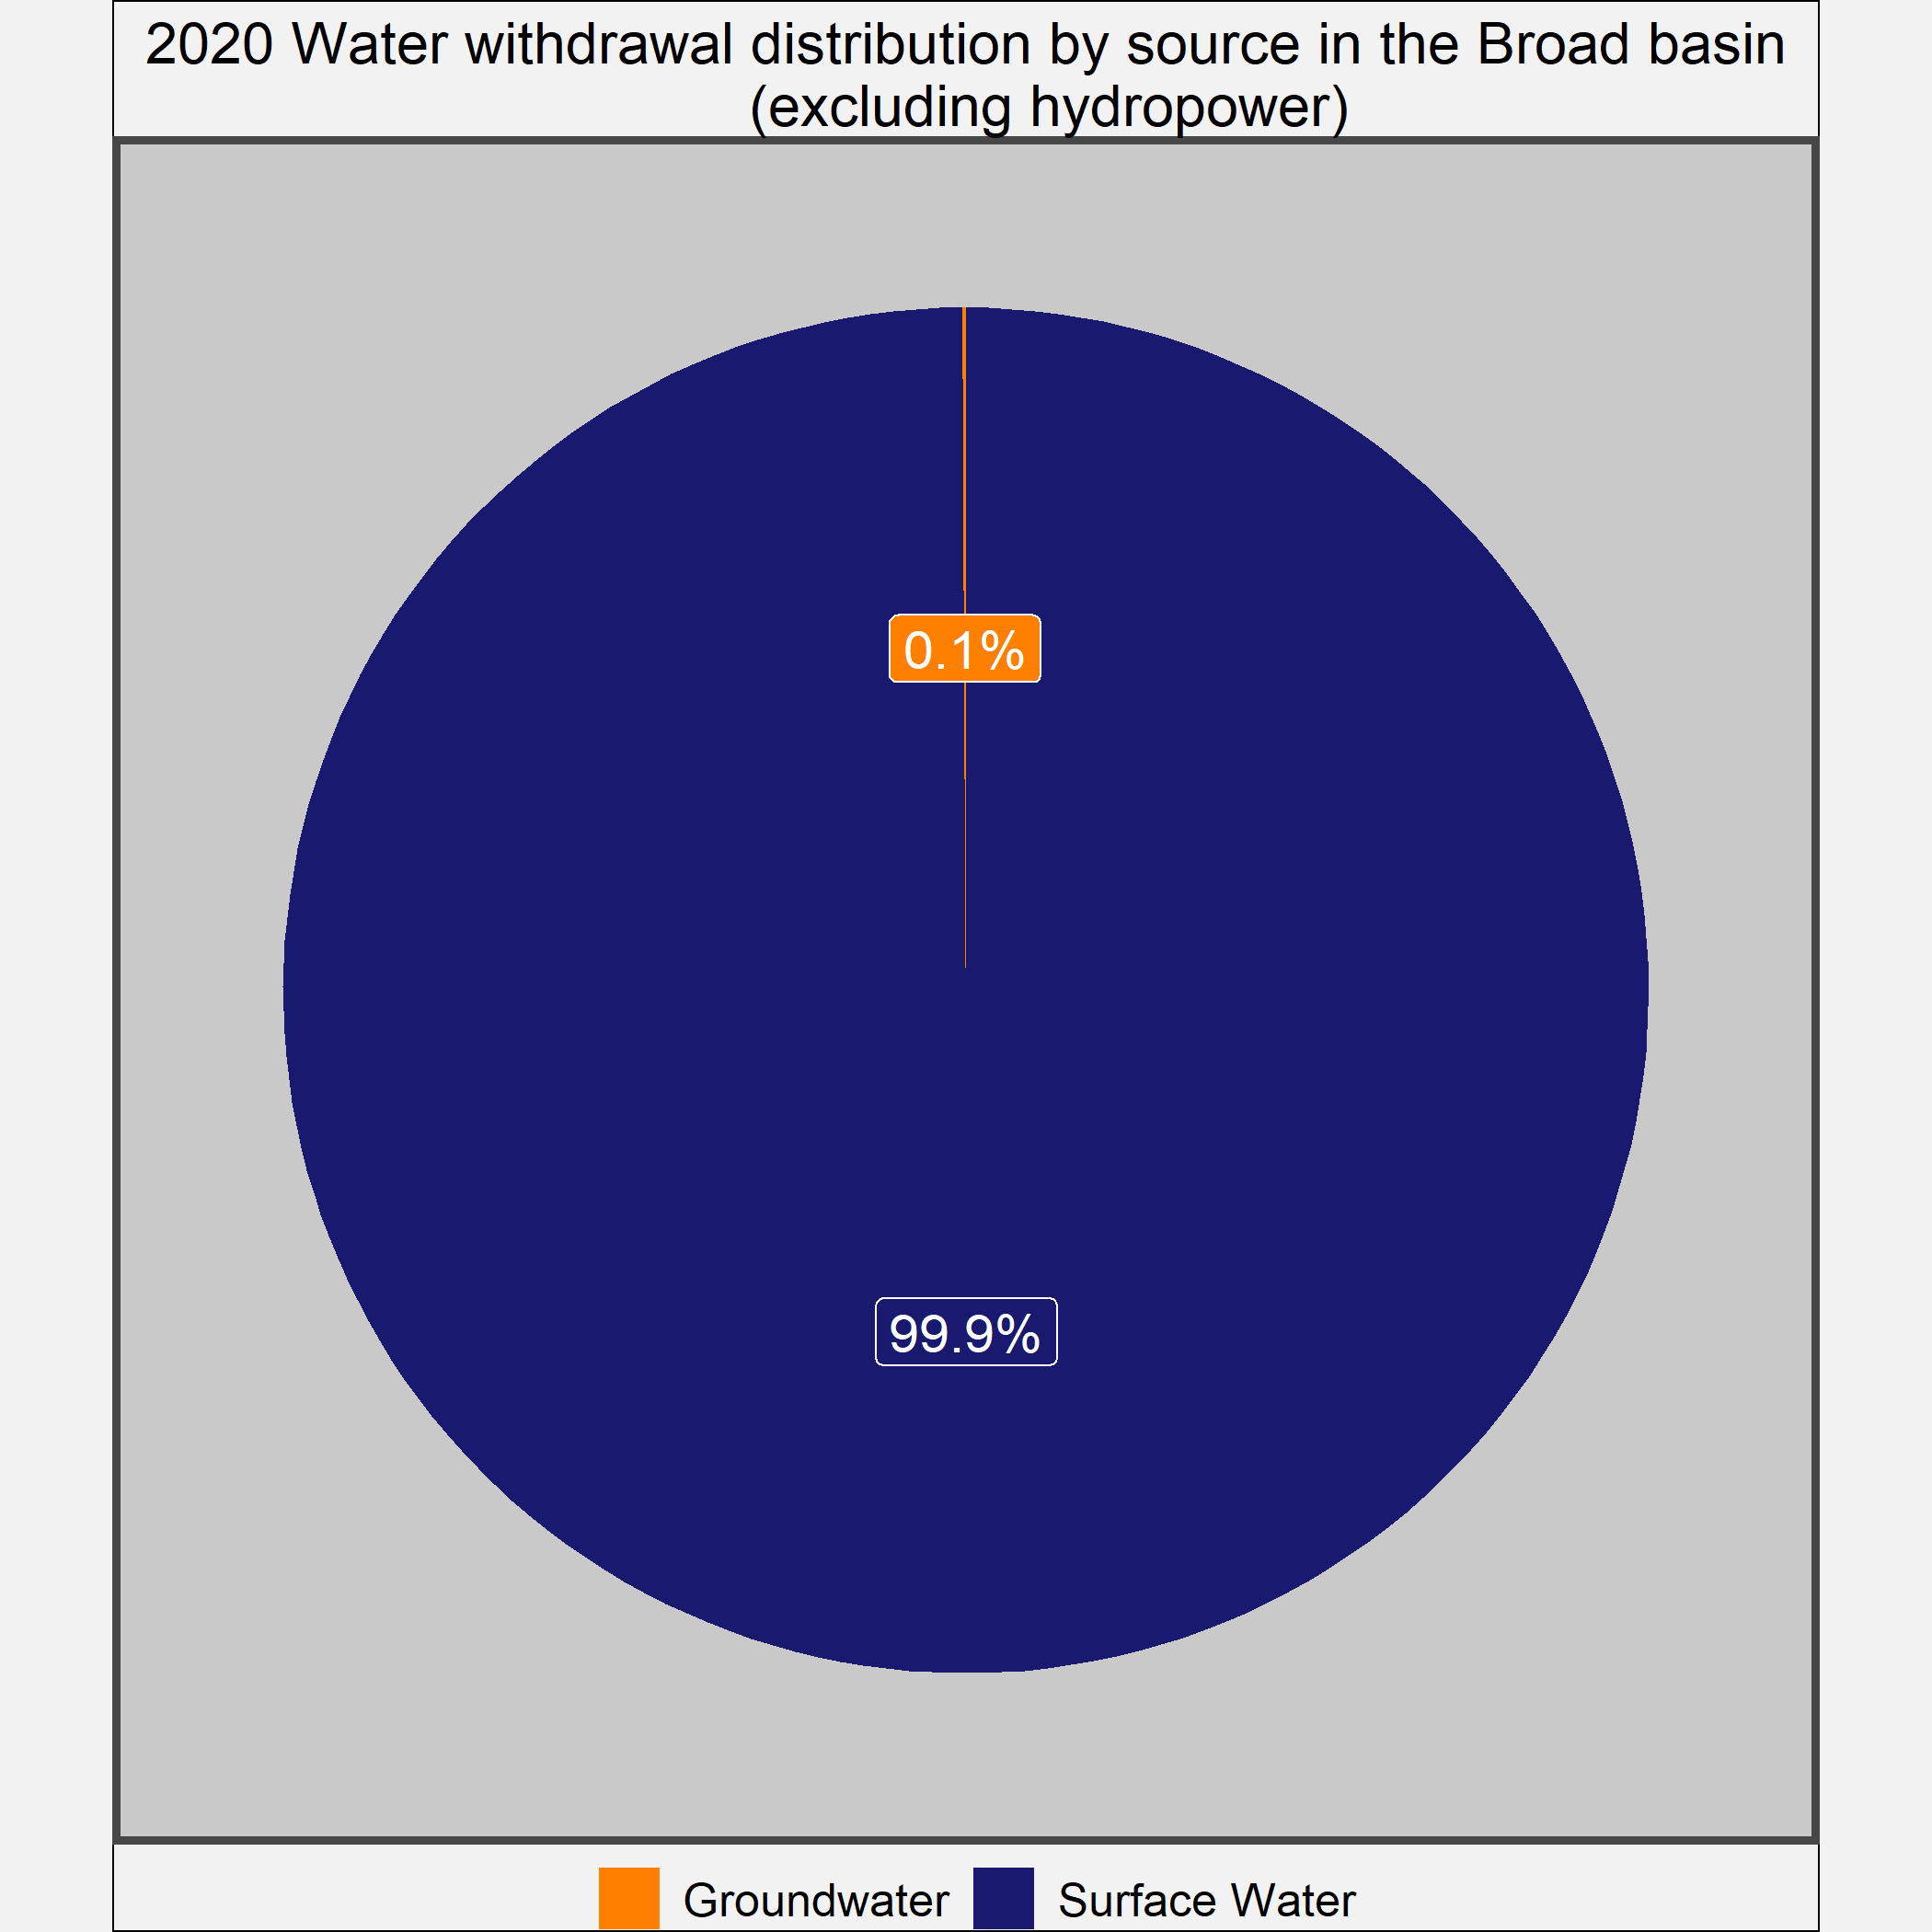 2020 Water withdrawal distribution by source in the Broad basin
(excluding hydropower)
0.1%
99.9%
Groundwater Surface Water